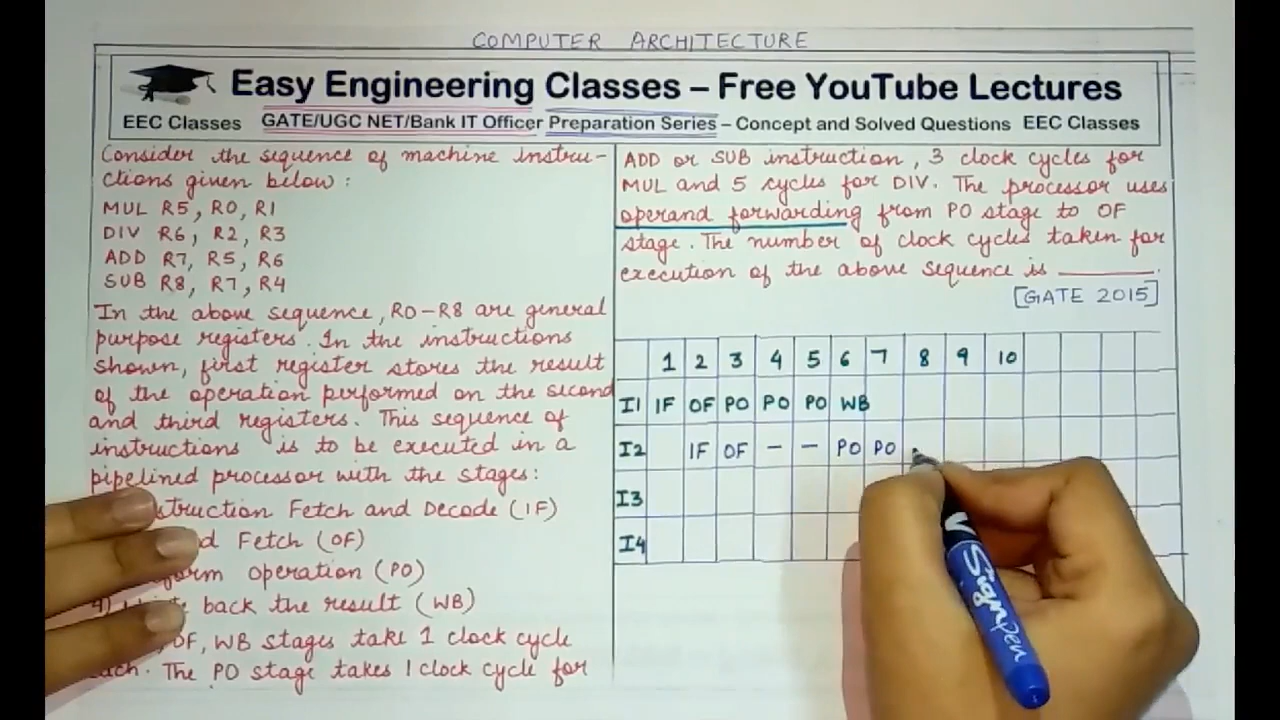 COMPUTER ARCHITECTURE
Easy Engineering Classes – Free YouTube Lectures
EEC Classes GATE/UGC NET/Bank IT Officer Preparation Series – Concept and Solved Questions EEC Classes
Consider the sequence of machine instru-
ctions given below:
MUL R5, R0, R1
DIV R6, R2, R3
ADD R7, R5, R6
SUB R8, R7, R4
In the above sequence, R0-R8 are general
purpose registers. In the instructions
shown, first register stores the result
of the operation performed on the second
and third registers. This sequence of
instructions is to be executed in a
pipelined processor with the stages:
struction Fetch and Decode (IF)
d Fetch (OF)
form operation (PO)
4) back the result (WB)
OF, WB stages take 1 clock cycle
each. The PO stage takes 1 clock cycle for
ADD or SUB instruction, 3 clock cycles for
MUL and 5 cycles for DIV. The processor uses
operand forwarding from PO stage to OF
stage. The number of clock cycles taken for
execution of the above sequence is ________.
[GATE 2015]
1 2 3 4 5 6 7 8 9 10
I1 IF OF PO PO PO WB
I2 IF OF – – PO PO
I3
I4
Sign pen